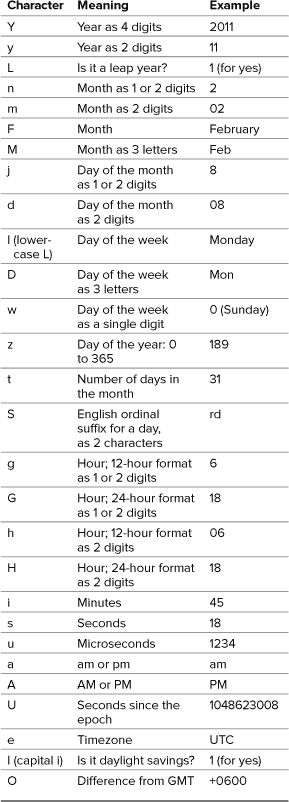 Character Meaning Example
Y Year as 4 digits 2011
y Year as 2 digits 11
L Is it a leap year? 1 (for yes)
n Month as 1 or 2 digits 2
m Month as 2 digits 02
F Month February
M Month as 3 letters Feb
j Day of the month 8
as 1 or 2 digits
d Day of the month 08
as 2 digits
l (lower- Day of the week Monday
case L)
D Day of the week Mon
as 3 letters
w Day of the week 0 (Sunday)
as a single digit
z Day of the year: 0 189
to 365
t Number of days in 31
the month
S English ordinal rd
suffix for a day,
as 2 characters
g Hour; 12-hour format 6
as 1 or 2 digits
G Hour; 24-hour format 18
as 1 or 2 digits
h Hour; 12-hour format 06
as 2 digits
H Hour; 24-hour format 18
as 2 digits
i Minutes 45
s Seconds 18
u Microseconds 1234
a am or pm am
A AM or PM PM
U Seconds since the 1048623008
epoch
e Timezone UTC
I (capital i) Is it daylight savings? 1 (for yes)
O Difference from GMT +0600